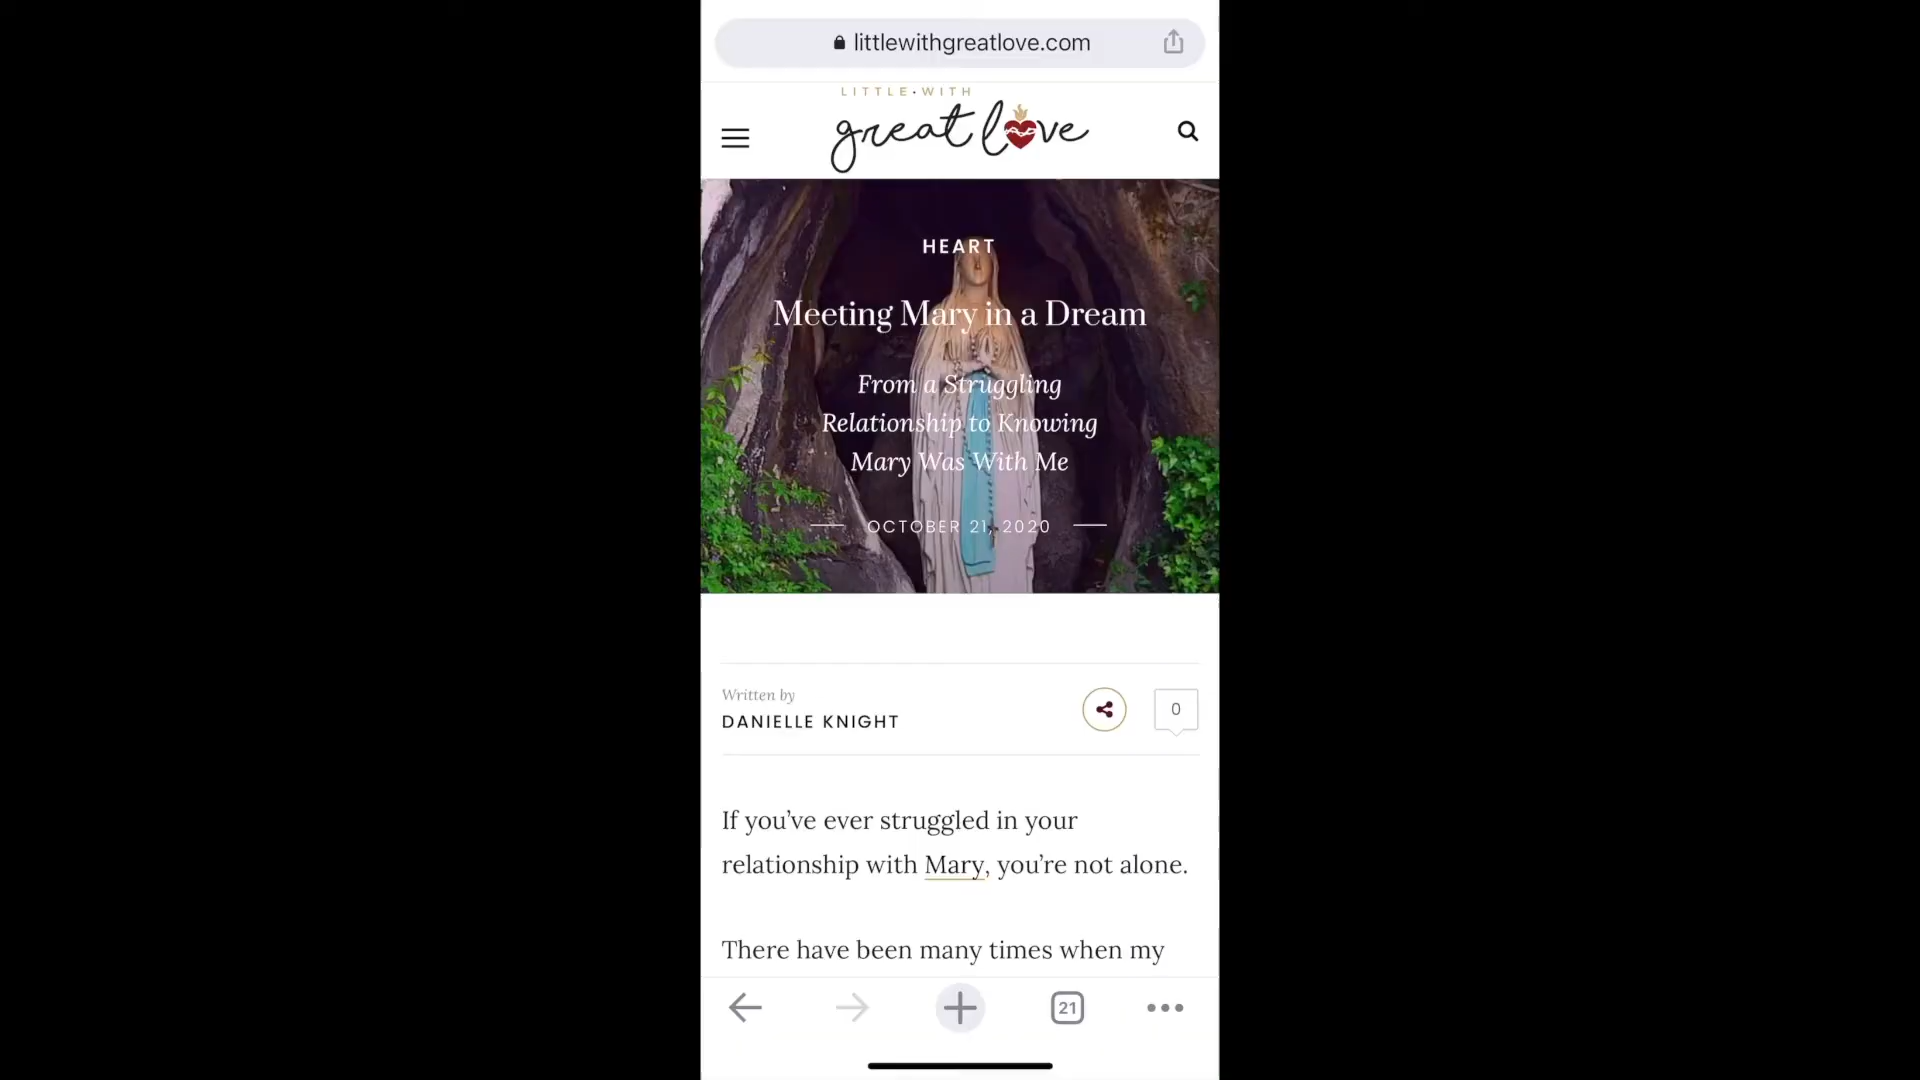 littlewithgreatlove.com
LITTLE·WITH
great love
HEART
Meeting Mary in a Dream
From a Struggling
Relationship to Knowing
Mary Was With Me
OCTOBER 21, 2020
Written by
DANIELLE KNIGHT
0
If you’ve ever struggled in your
relationship with Mary, you’re not alone.
There have been many times when my
21